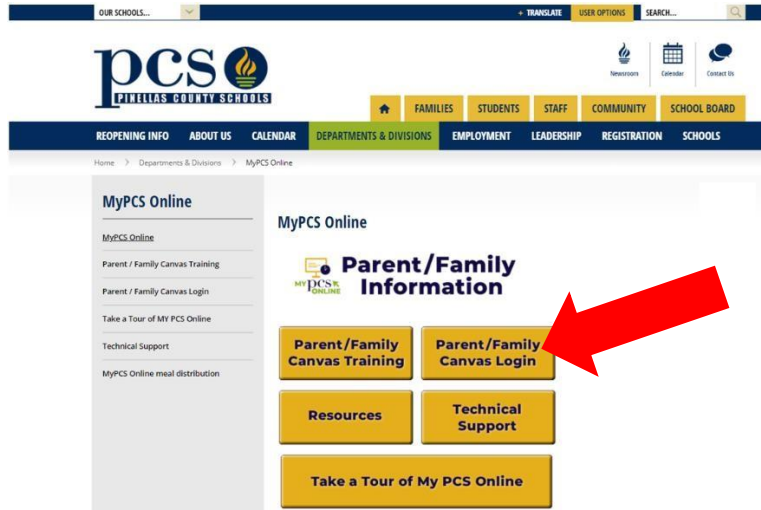 OUR SCHOOLS...
+ TRANSLATE
USER OPTIONS
SEARCH...
pcs
PINELLAS COUNTY SCHOOLS
Newsroom
Calendar
Contact Us
FAMILIES
STUDENTS
STAFF
COMMUNITY
SCHOOL BOARD
REOPENING INFO
ABOUT US
CALENDAR
DEPARTMENTS & DIVISIONS
EMPLOYMENT
LEADERSHIP
REGISTRATION
SCHOOLS
Home > Departments & Divisions > MyPCS Online
MyPCS Online
MyPCS Online
Parent / Family Canvas Training
Parent / Family Canvas Login
Take a Tour of MY PCS Online
Technical Support
MyPCS Online meal distribution
MyPCS Online
MY pcs
ONLINE
Parent/Family
Information
Parent/Family
Canvas Training
Parent/Family
Canvas Login
Resources
Technical
Support
Take a Tour of My PCS Online